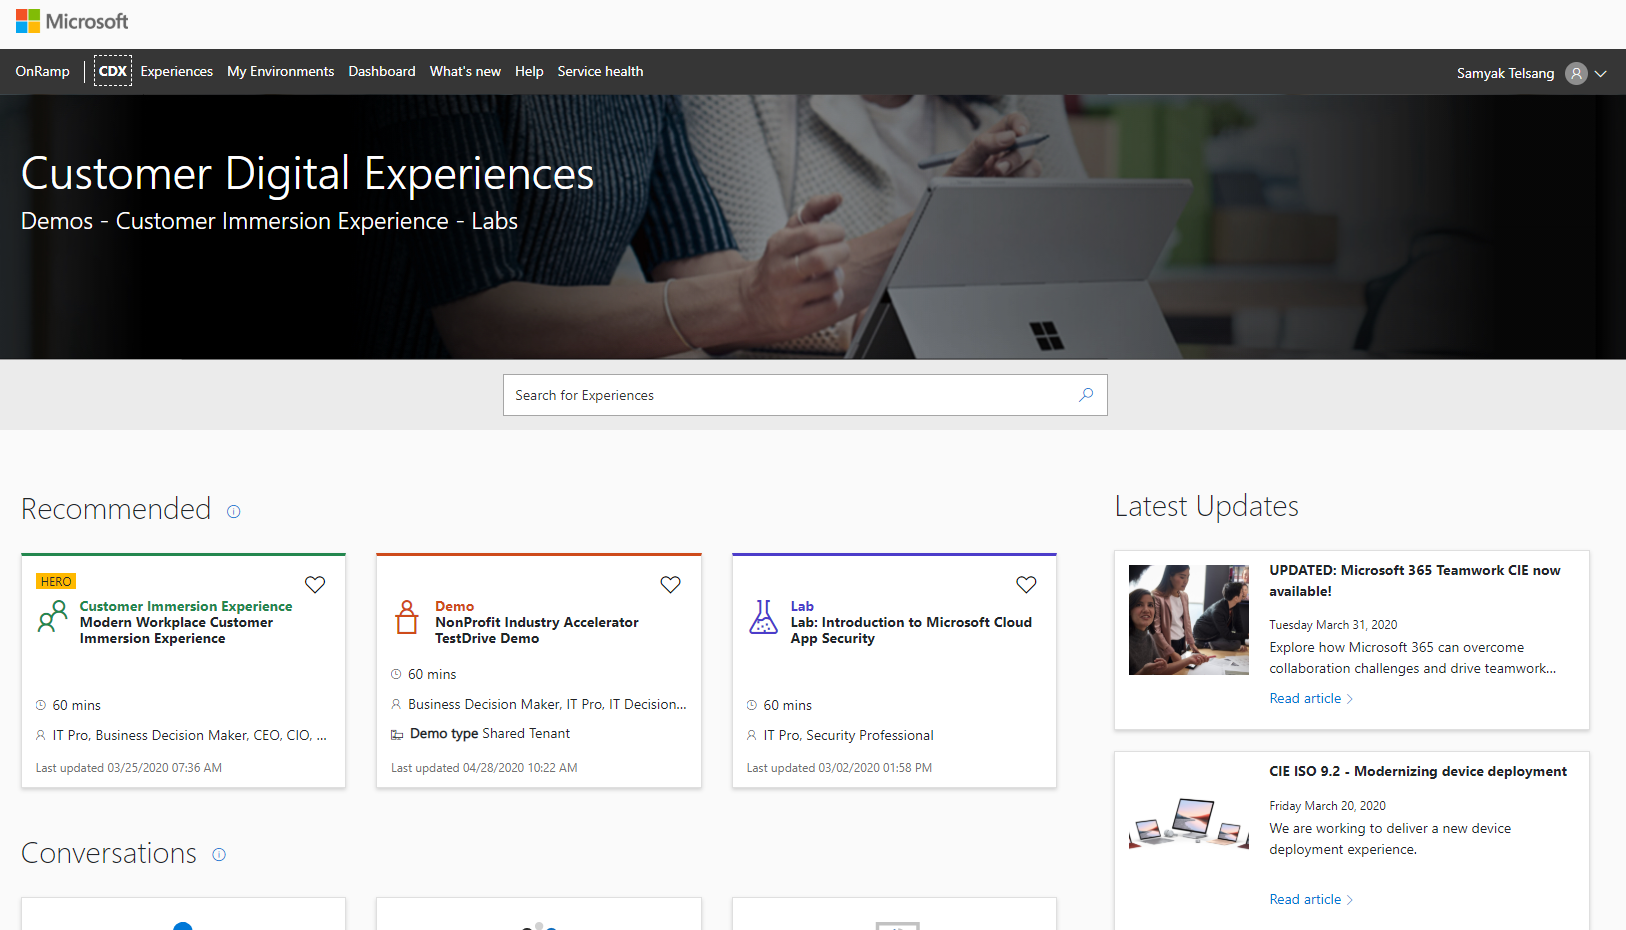 Microsoft
OnRamp
CDX
Experiences
My Environments
Dashboard
What's new
Help
Service health
Samyak Telsang
Customer Digital Experiences
Demos - Customer Immersion Experience - Labs
Search for Experiences
Recommended
HERO
Customer Immersion Experience
Modern Workplace Customer
Immersion Experience
60 mins
IT Pro, Business Decision Maker, CEO, CIO, ...
Last updated 03/25/2020 07:36 AM
Demo
NonProfit Industry Accelerator
TestDrive Demo
60 mins
Business Decision Maker, IT Pro, IT Decision...
Demo type Shared Tenant
Last updated 04/28/2020 10:22 AM
Lab
Lab: Introduction to Microsoft Cloud
App Security
60 mins
IT Pro, Security Professional
Last updated 03/02/2020 01:58 PM
Conversations
Latest Updates
UPDATED: Microsoft 365 Teamwork CIE now
available!
Tuesday March 31, 2020
Explore how Microsoft 365 can overcome
collaboration challenges and drive teamwork...
Read article
CIE ISO 9.2 - Modernizing device deployment
Friday March 20, 2020
We are working to deliver a new device
deployment experience.
Read article